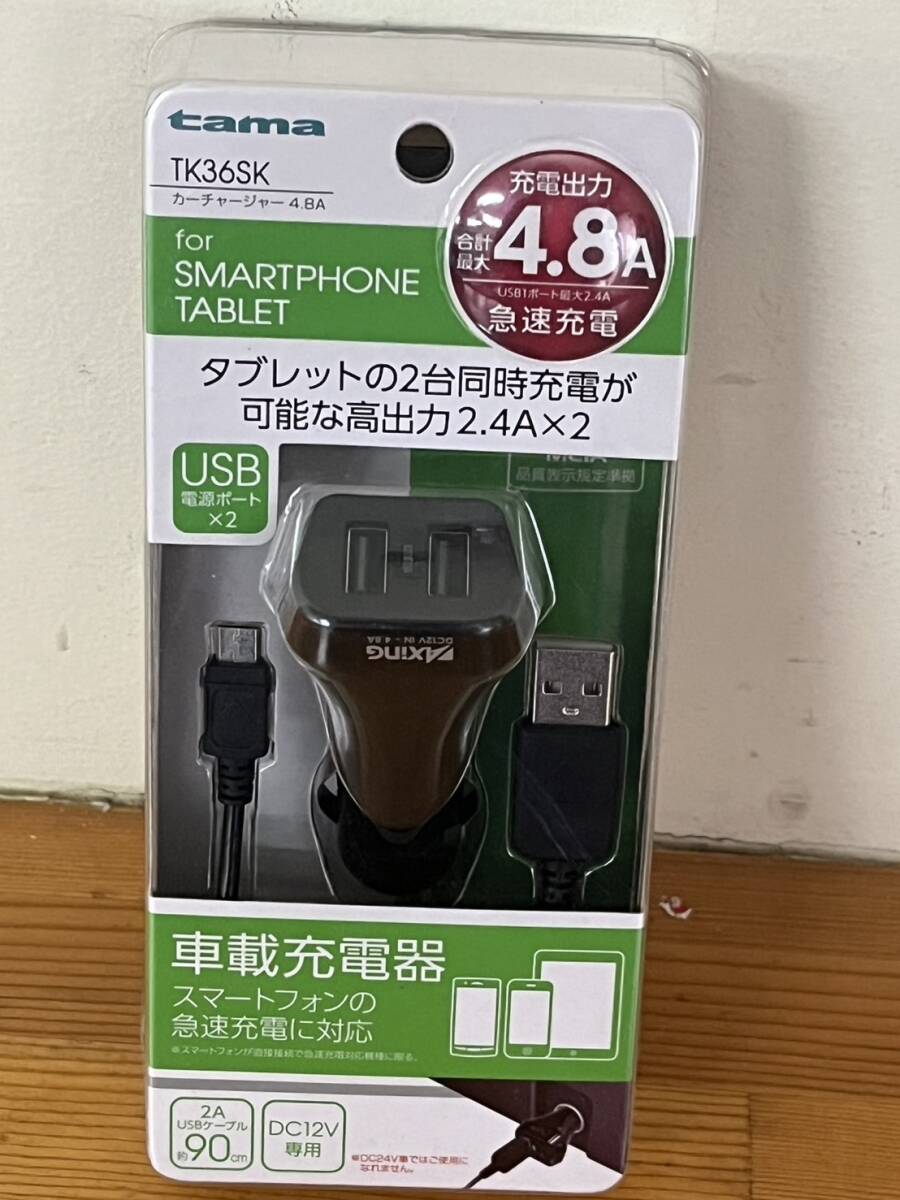 tama
TK36SK
カーチャージャー 4.8A
for
SMARTPHONE
TABLET
充電出力
合計
最大
4.8A
USB1ポート最大2.4A
急速充電
タブレットの2台同時充電が
可能な高出力2.4A×2
USB
電源ポート
×2
MCIA
品質表示指定準拠
AXING
DC12V IN - 4.8A
車載充電器
スマートフォンの
急速充電に対応
※スマートフォンが直接接続で急速充電対応機種に限る。
2A
USBケーブル
約90cm
DC12V
専用
※DC24V車ではご使用に
なれません。